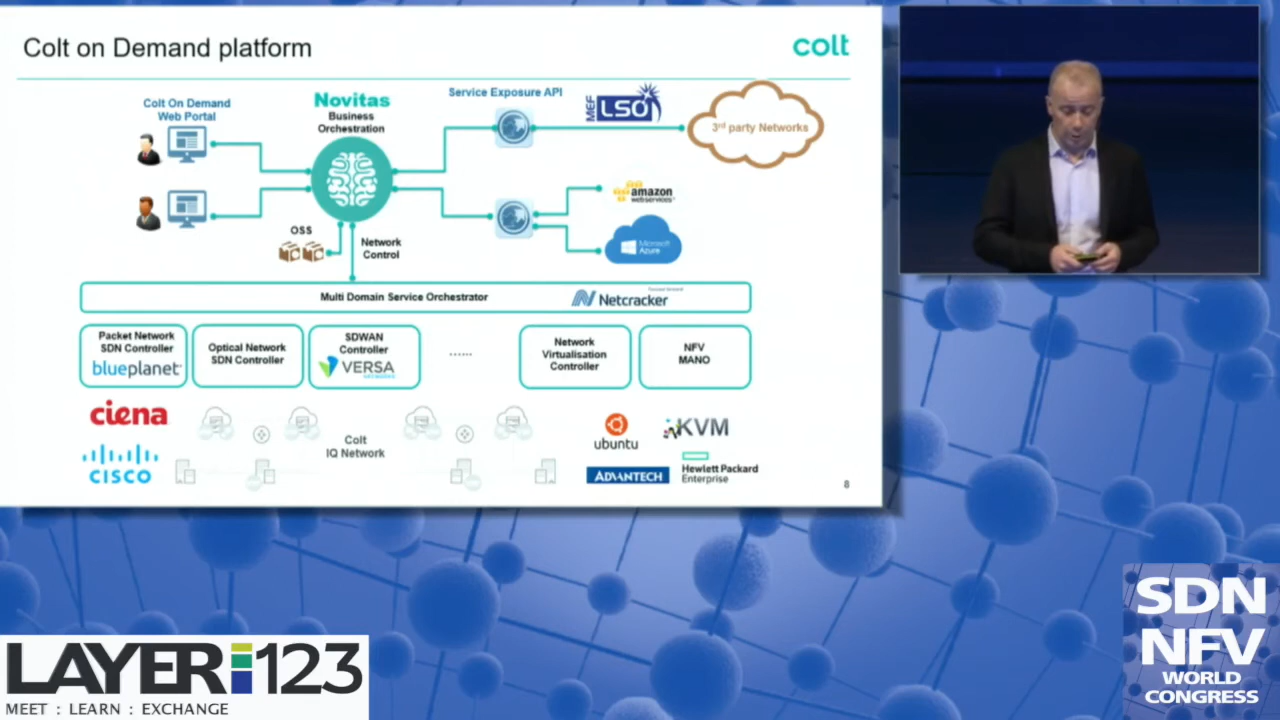 Colt on Demand platform
colt
Colt On Demand
Web Portal
Novitas
Business
Orchestration
Service Exposure API
MEF
LSO
3rd party Networks
amazon
webservices
Microsoft
Azure
OSS
Network
Control
Multi Domain Service Orchestrator
Netcracker
Packet Network
SDN Controller
blueplanet
Optical Network
SDN Controller
SDWAN
Controller
VERSA
NETWORKS
......
Network
Virtualisation
Controller
NFV
MANO
ciena
CISCO
Colt
IQ Network
ubuntu
KVM
ADVANTECH
Hewlett Packard
Enterprise
8
LAYER123
MEET : LEARN : EXCHANGE
SDN
NFV
WORLD
CONGRESS